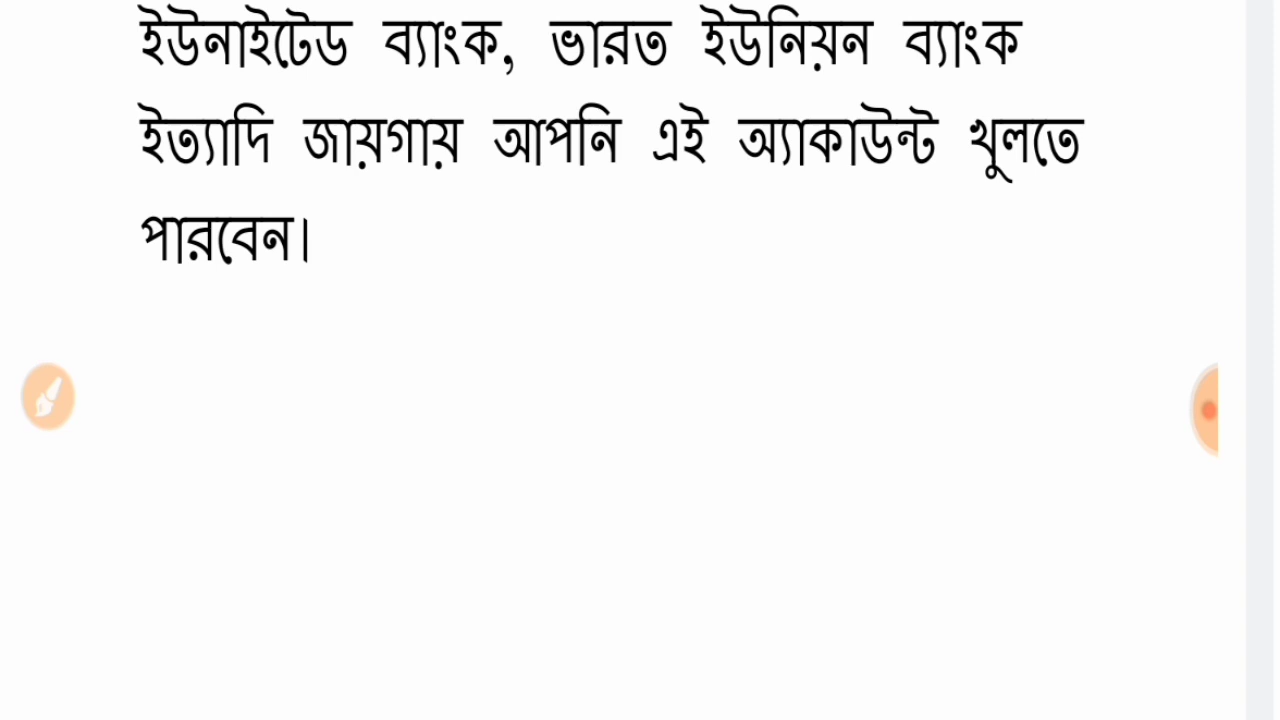 ইউনাইটেড ব্যাংক, ভারত ইউনিয়ন ব্যাংক
ইত্যাদি জায়গায় আপনি এই অ্যাকাউন্ট খুলতে
পারবেন।